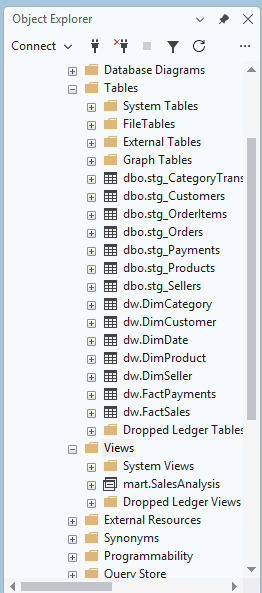 Object Explorer
Connect
Database Diagrams
Tables
System Tables
FileTables
External Tables
Graph Tables
dbo.stg_CategoryTrans
dbo.stg_Customers
dbo.stg_OrderItems
dbo.stg_Orders
dbo.stg_Payments
dbo.stg_Products
dbo.stg_Sellers
dw.DimCategory
dw.DimCustomer
dw.DimDate
dw.DimProduct
dw.DimSeller
dw.FactPayments
dw.FactSales
Dropped Ledger Tables
Views
System Views
mart.SalesAnalysis
Dropped Ledger Views
External Resources
Synonyms
Programmability
Query Store